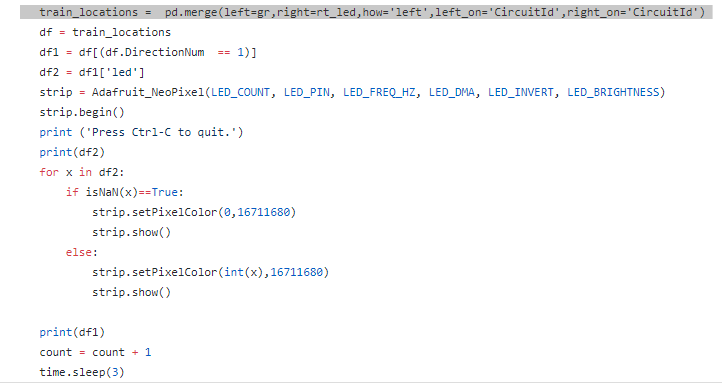 train_locations =  pd.merge(left=gr,right=rt_led,how='left',left_on='CircuitId',right_on='CircuitId')
df = train_locations
df1 = df[(df.DirectionNum  == 1)]
df2 = df1['led']
strip = Adafruit_NeoPixel(LED_COUNT, LED_PIN, LED_FREQ_HZ, LED_DMA, LED_INVERT, LED_BRIGHTNESS)
strip.begin()
print ('Press Ctrl-C to quit.')
print(df2)
for x in df2:
    if isNaN(x)==True:
        strip.setPixelColor(0,16711680)
        strip.show()
    else:
        strip.setPixelColor(int(x),16711680)
        strip.show()

print(df1)
count = count + 1
time.sleep(3)